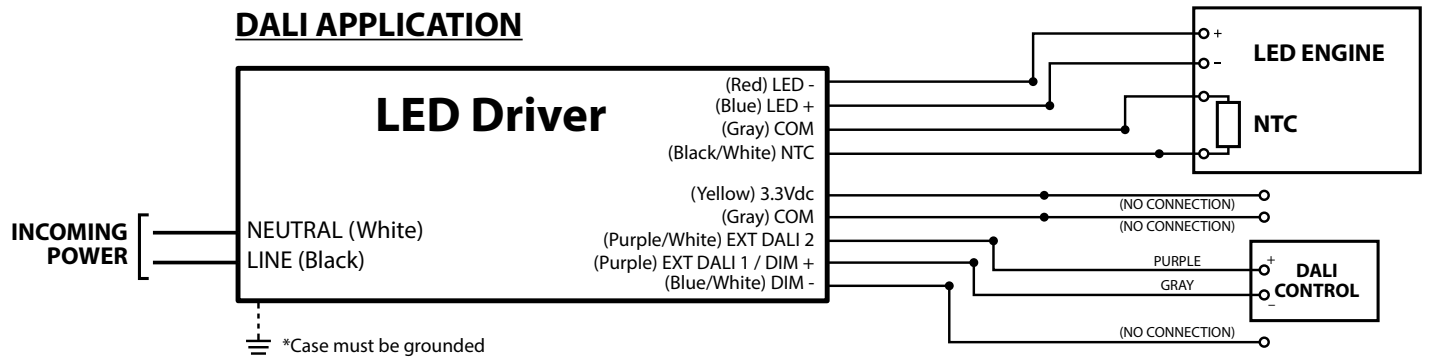 DALI APPLICATION
LED Driver
(Red) LED -
(Blue) LED +
(Gray) COM
(Black/White) NTC
(Yellow) 3.3Vdc
(Gray) COM
(Purple/White) EXT DALI 2
(Purple) EXT DALI 1 / DIM +
(Blue/White) DIM -
INCOMING
POWER
NEUTRAL (White)
LINE (Black)
*Case must be grounded
+
LED ENGINE
–
NTC
(NO CONNECTION)
(NO CONNECTION)
PURPLE
+
DALI
GRAY
CONTROL
–
(NO CONNECTION)